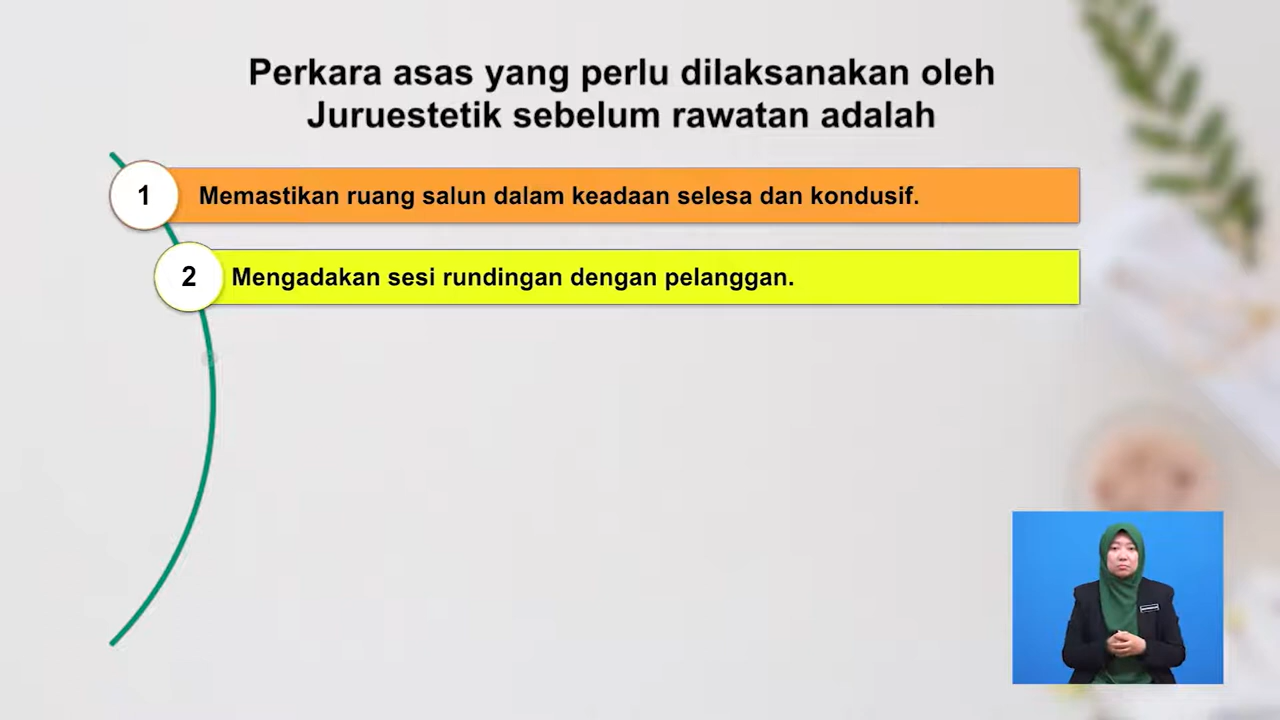 Perkara asas yang perlu dilaksanakan oleh
Juruestetik sebelum rawatan adalah
1
Memastikan ruang salun dalam keadaan selesa dan kondusif.
2
Mengadakan sesi rundingan dengan pelanggan.